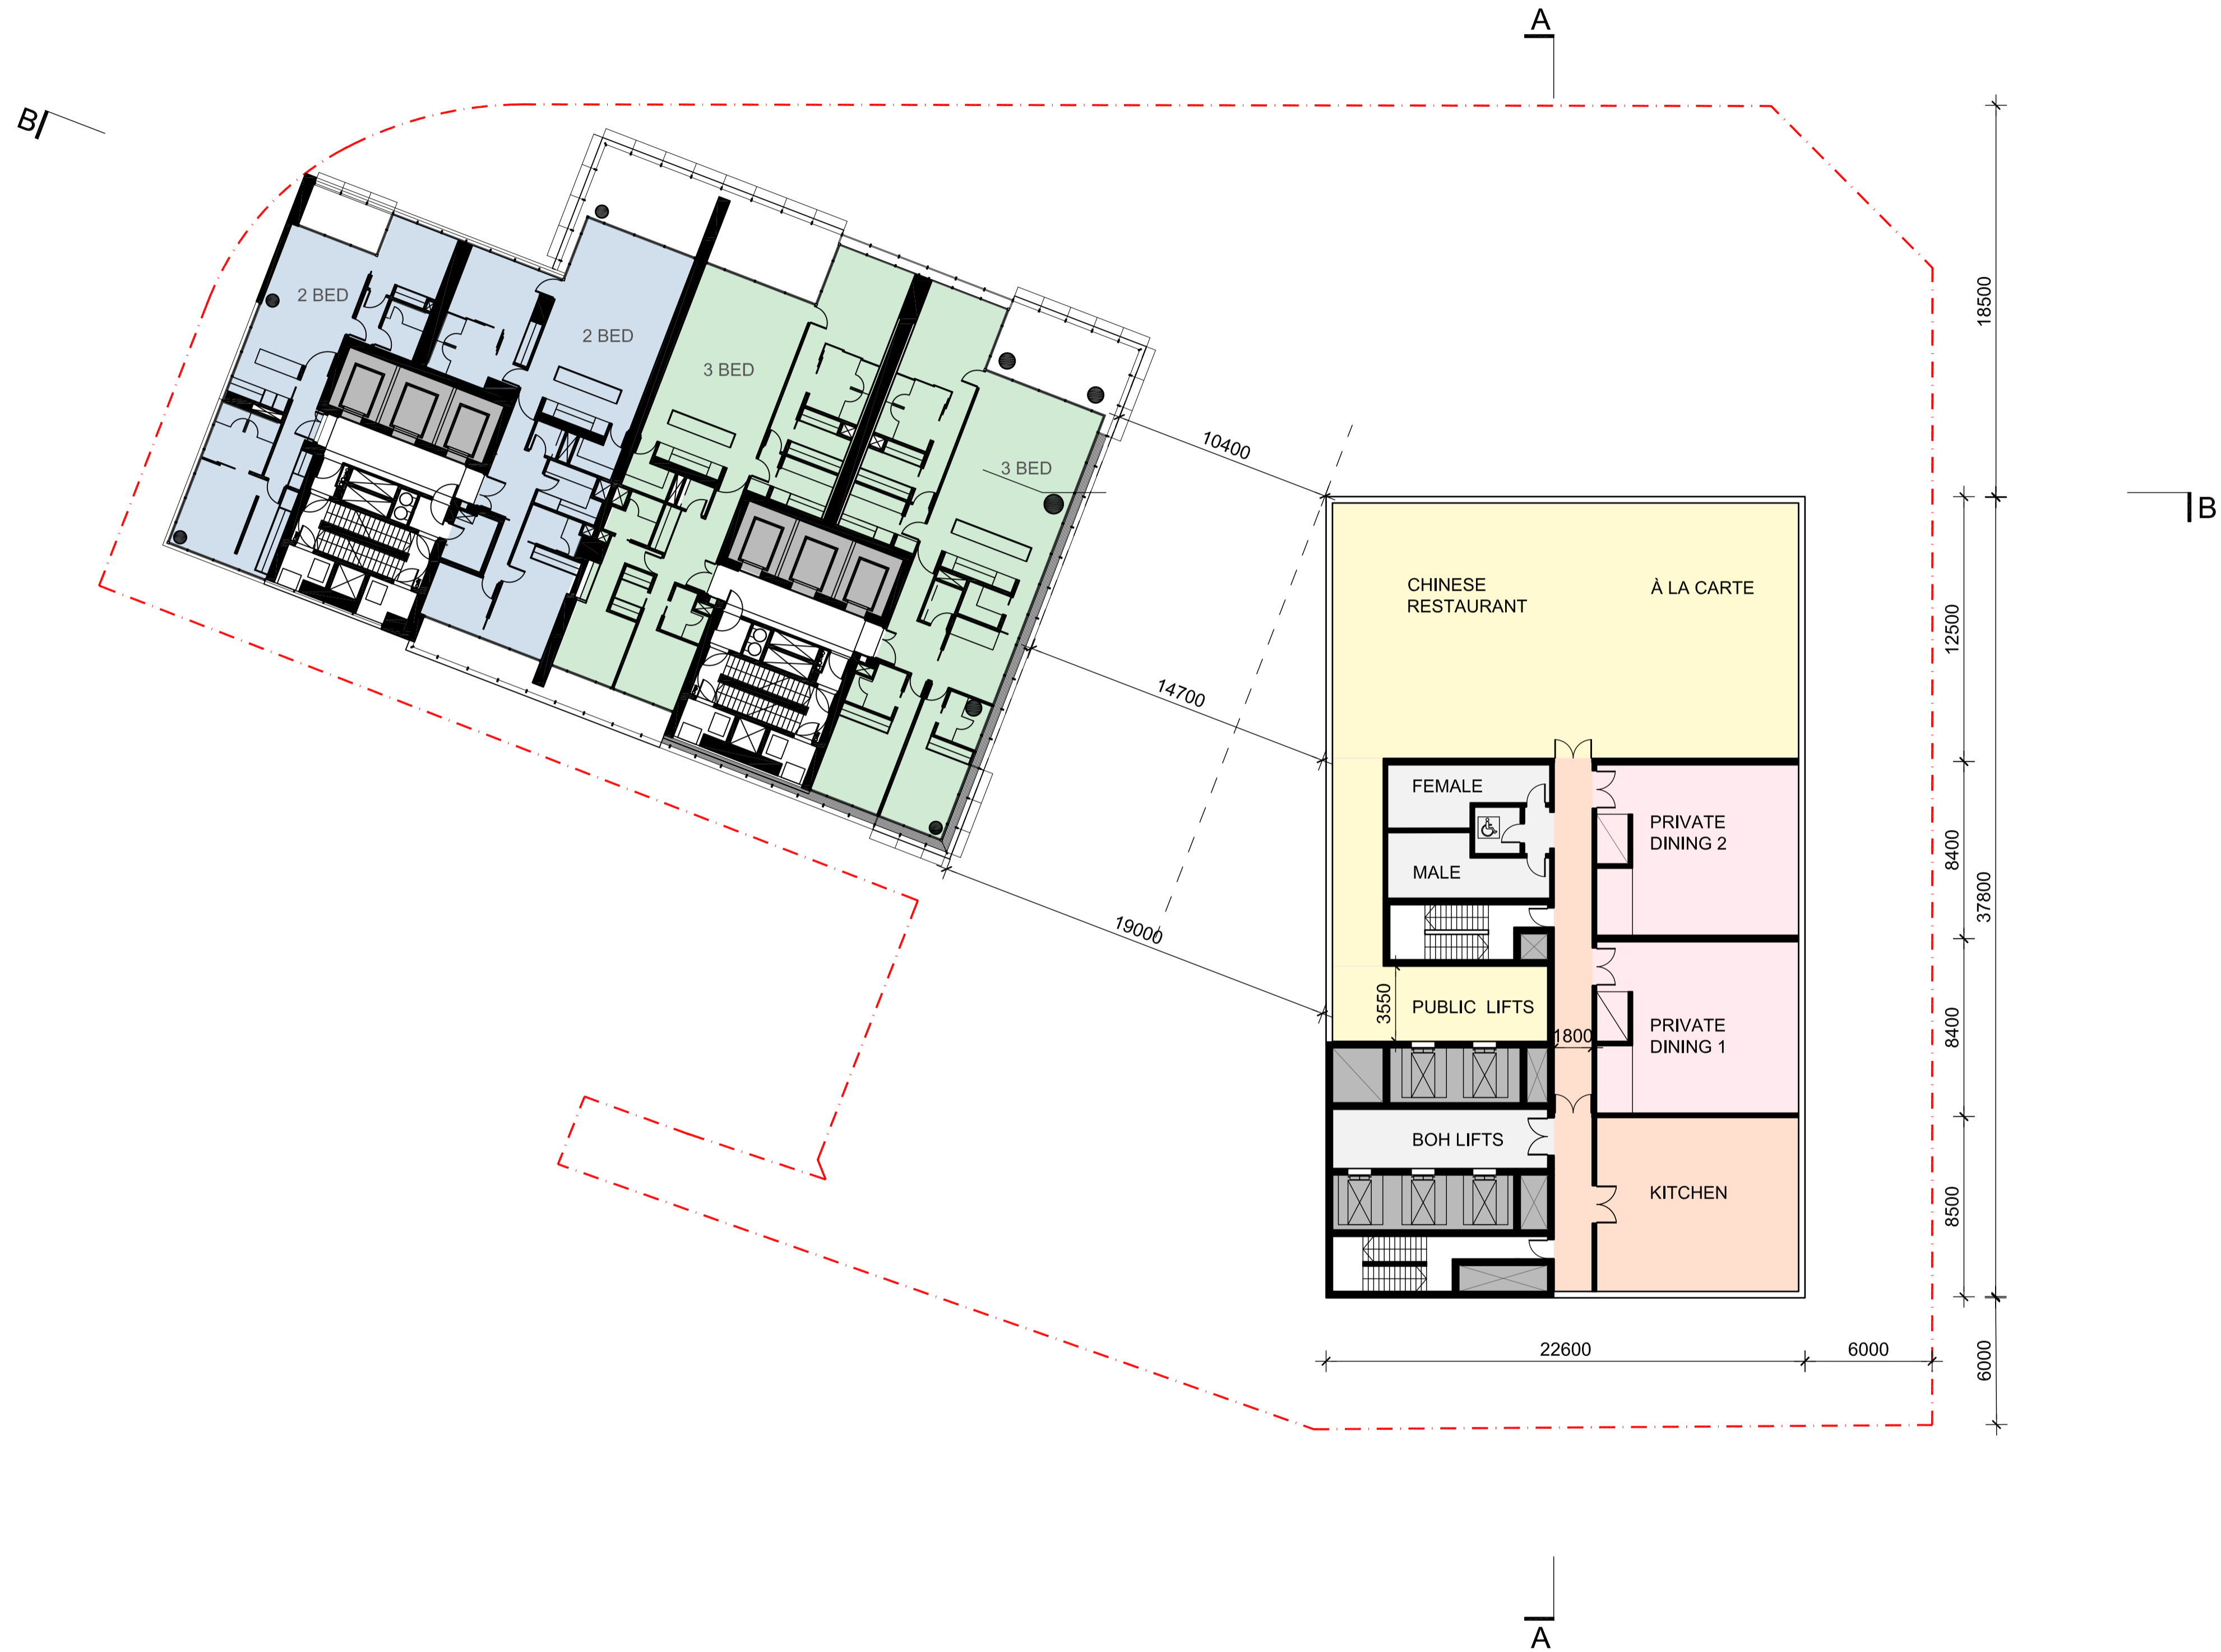 A
B
18500
2 BED
2 BED
3 BED
3 BED
10400
B
CHINESE
RESTAURANT
À LA CARTE
12500
14700
FEMALE
PRIVATE
DINING 2
MALE
8400
37800
19000
3550
PUBLIC LIFTS
1800
PRIVATE
DINING 1
8400
BOH LIFTS
KITCHEN
8500
22600
6000
6000
A